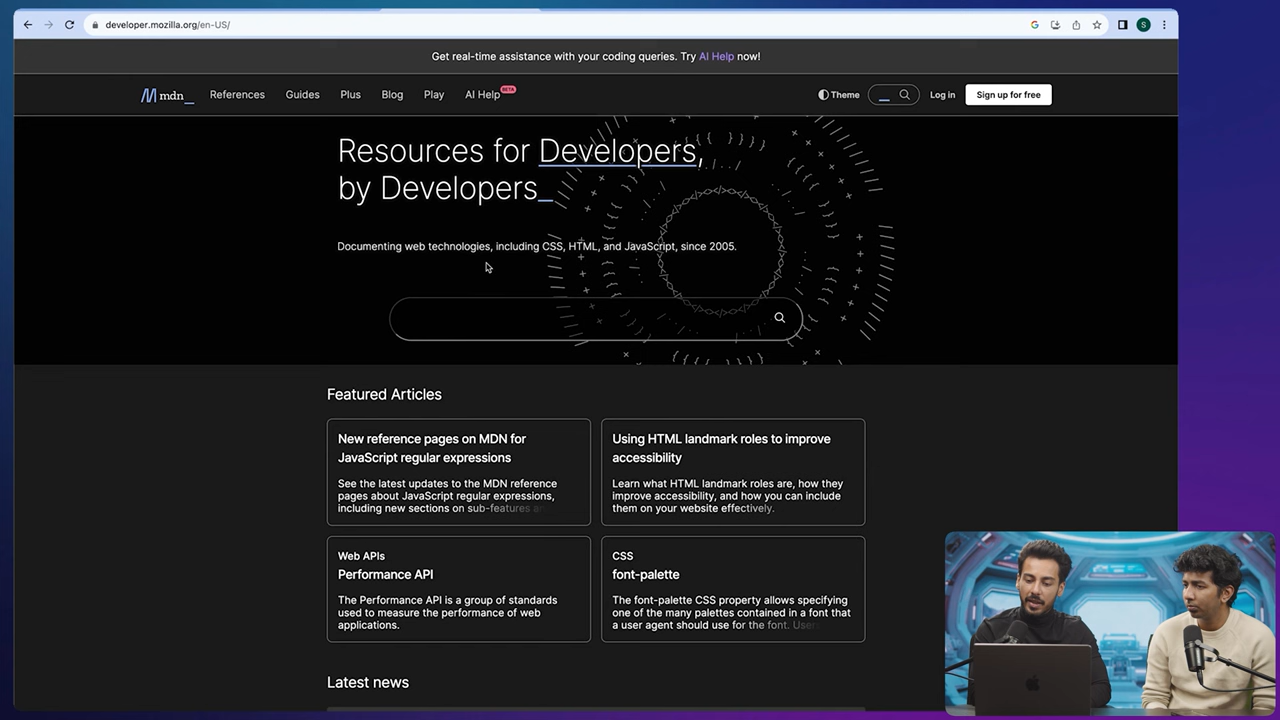 developer.mozilla.org/en-US/
S
Get real-time assistance with your coding queries. Try AI Help now!
mdn_ References Guides Plus Blog Play AI Help BETA Theme Log in Sign up for free
Resources for Developers,
by Developers_
Documenting web technologies, including CSS, HTML, and JavaScript, since 2005.
Featured Articles
New reference pages on MDN for
JavaScript regular expressions
See the latest updates to the MDN reference
pages about JavaScript regular expressions,
including new sections on sub-features
Using HTML landmark roles to improve
accessibility
Learn what HTML landmark roles are, how they
improve accessibility, and how you can include
them on your website effectively.
Web APIs
Performance API
The Performance API is a group of standards
used to measure the performance of web
applications.
CSS
font-palette
The font-palette CSS property allows specifying
one of the many palettes contained in a font that
a user agent should use for the font. Users
Latest news